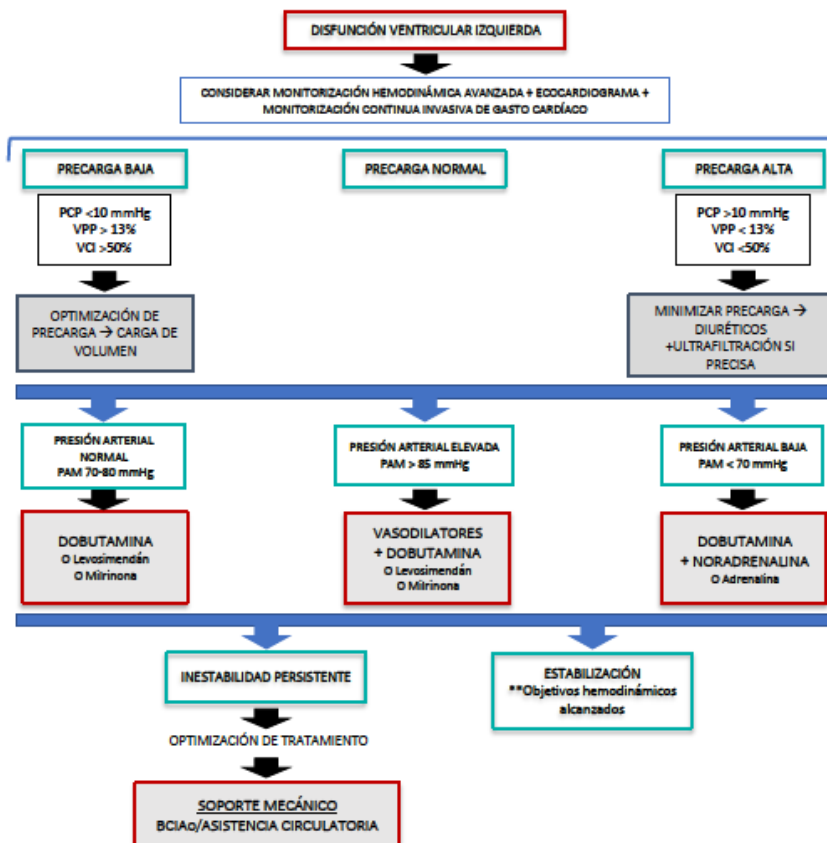 DISFUNCIÓN VENTRICULAR IZQUIERDA
CONSIDERAR MONITORIZACIÓN HEMODINÁMICA AVANZADA + ECOCARDIOGRAMA +
MONITORIZACIÓN CONTINUA INVASIVA DE GASTO CARDÍACO
PRECARGA BAJA
PRECARGA NORMAL
PRECARGA ALTA
PCP <10 mmHg
VPP > 13%
VCI >50%
PCP >10 mmHg
VPP < 13%
VCI <50%
OPTIMIZACIÓN DE
PRECARGA → CARGA DE
VOLUMEN
MINIMIZAR PRECARGA →
DIURÉTICOS
+ULTRAFILTRACIÓN SI
PRECISA
PRESIÓN ARTERIAL
NORMAL
PAM 70-80 mmHg
PRESIÓN ARTERIAL ELEVADA
PAM > 85 mmHg
PRESIÓN ARTERIAL BAJA
PAM < 70 mmHg
DOBUTAMINA
O Levosimendán
O Milrinona
VASODILATORES
+ DOBUTAMINA
O Levosimendán
O Milrinona
DOBUTAMINA
+ NORADRENALINA
O Adrenalina
INESTABILIDAD PERSISTENTE
ESTABILIZACIÓN
**Objetivos hemodinámicos
alcanzados
OPTIMIZACIÓN DE TRATAMIENTO
SOPORTE MECÁNICO
BCIAo/ASISTENCIA CIRCULATORIA